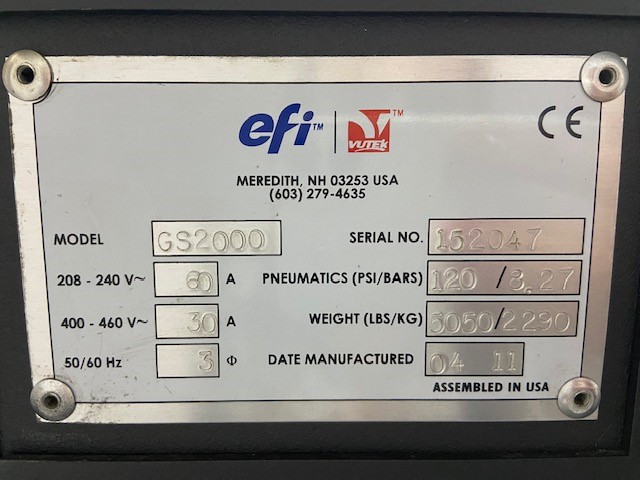 efi™ | VUTEk™
CE
MEREDITH, NH 03253 USA
(603) 279-4635
MODEL GS2000 SERIAL NO. 152047
208 - 240 V~ 60 A PNEUMATICS (PSI/BARS) 120 / 8.27
400 - 460 V~ 30 A WEIGHT (LBS/KG) 5050/2290
50/60 Hz 3 Φ DATE MANUFACTURED 04 11
ASSEMBLED IN USA